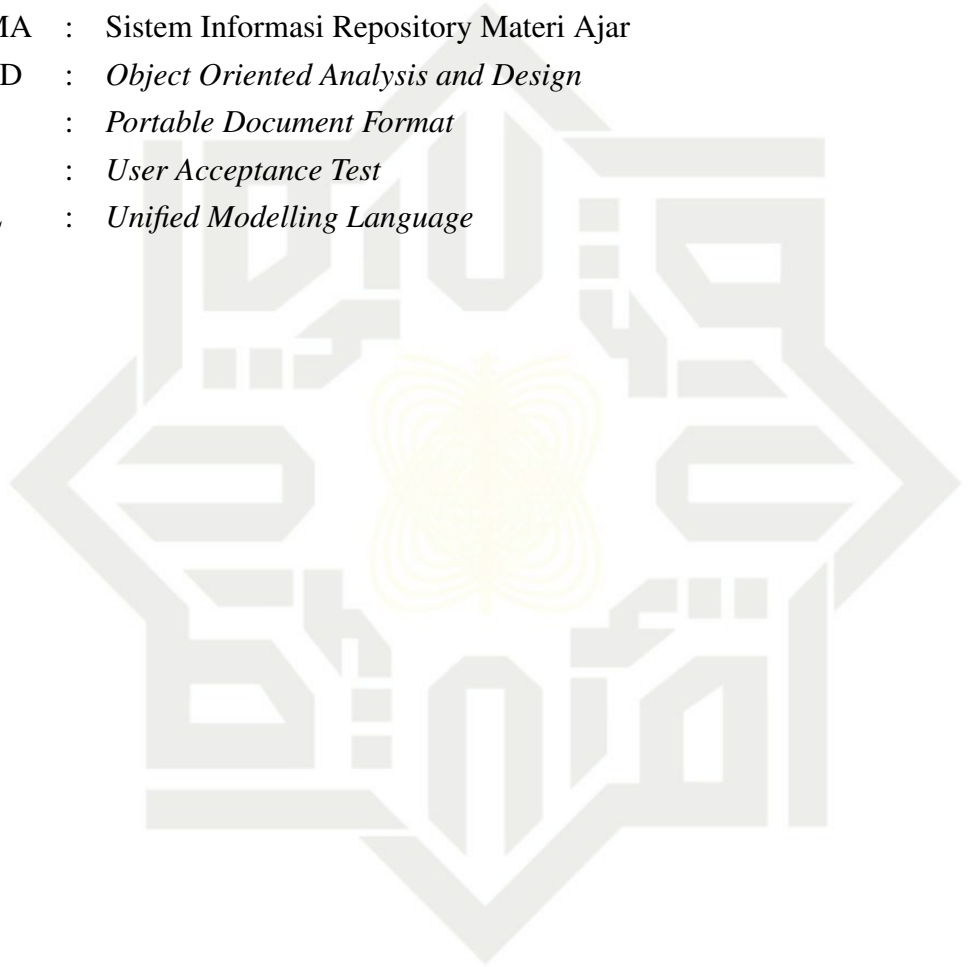 MA : Sistem Informasi Repository Materi Ajar
D : Object Oriented Analysis and Design
: Portable Document Format
: User Acceptance Test
: Unified Modelling Language